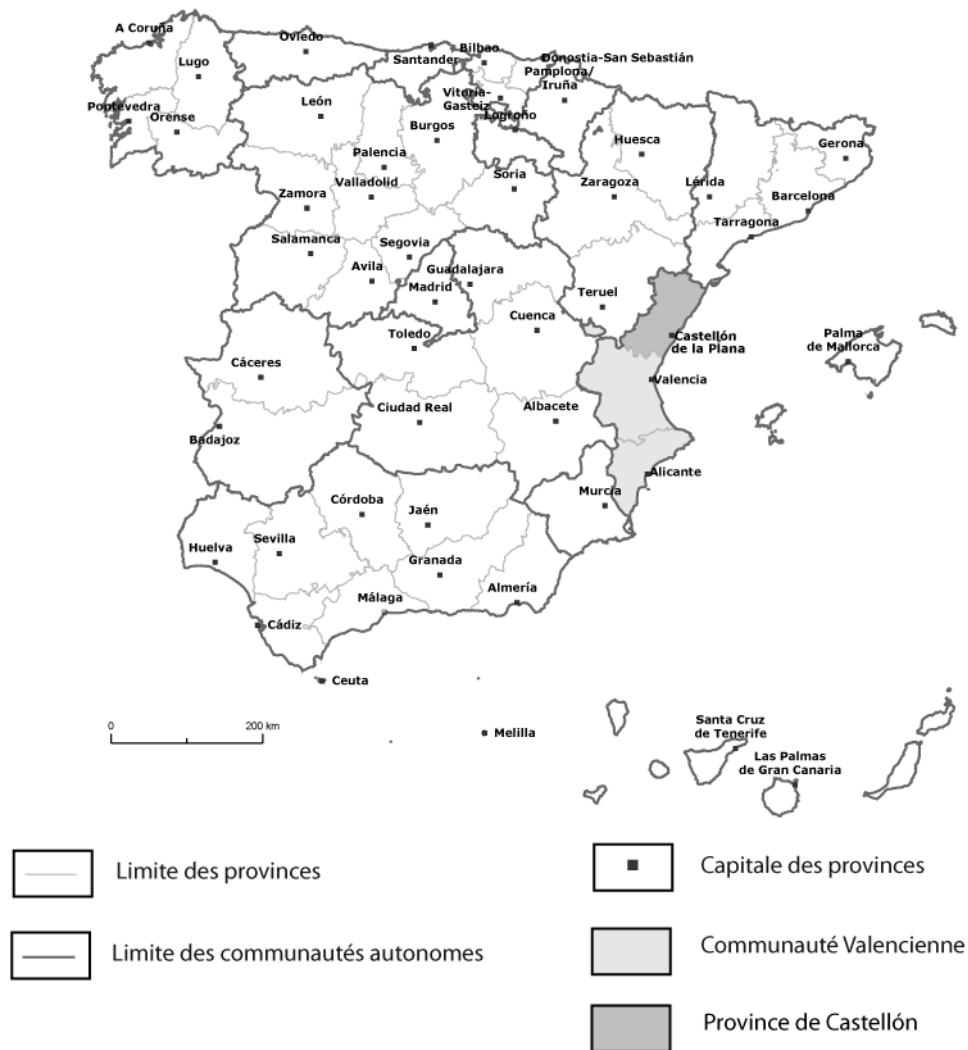 A Coruña
Oviedo
Santander
Bilbao
Donostia-San Sebastián
Lugo
Vitoria-
Gasteiz
Pamplona/
Iruña
Pontevedra
Orense
León
Burgos
Logroño
Huesca
Gerona
Palencia
Valladolid
Soria
Zaragoza
Lérida
Barcelona
Zamora
Tarragona
Salamanca
Segovia
Avila
Guadalajara
Madrid
Teruel
Cuenca
Toledo
Castellón
de la Plana
Palma
de Mallorca
Cáceres
Valencia
Ciudad Real
Albacete
Badajoz
Alicante
Murcia
Córdoba
Jaén
Huelva
Sevilla
Granada
Almería
Málaga
Cádiz
Ceuta
0 200 km
Melilla
Santa Cruz
de Tenerife
Las Palmas
de Gran Canaria
Limite des provinces
Capitale des provinces
Limite des communautés autonomes
Communauté Valencienne
Province de Castellón